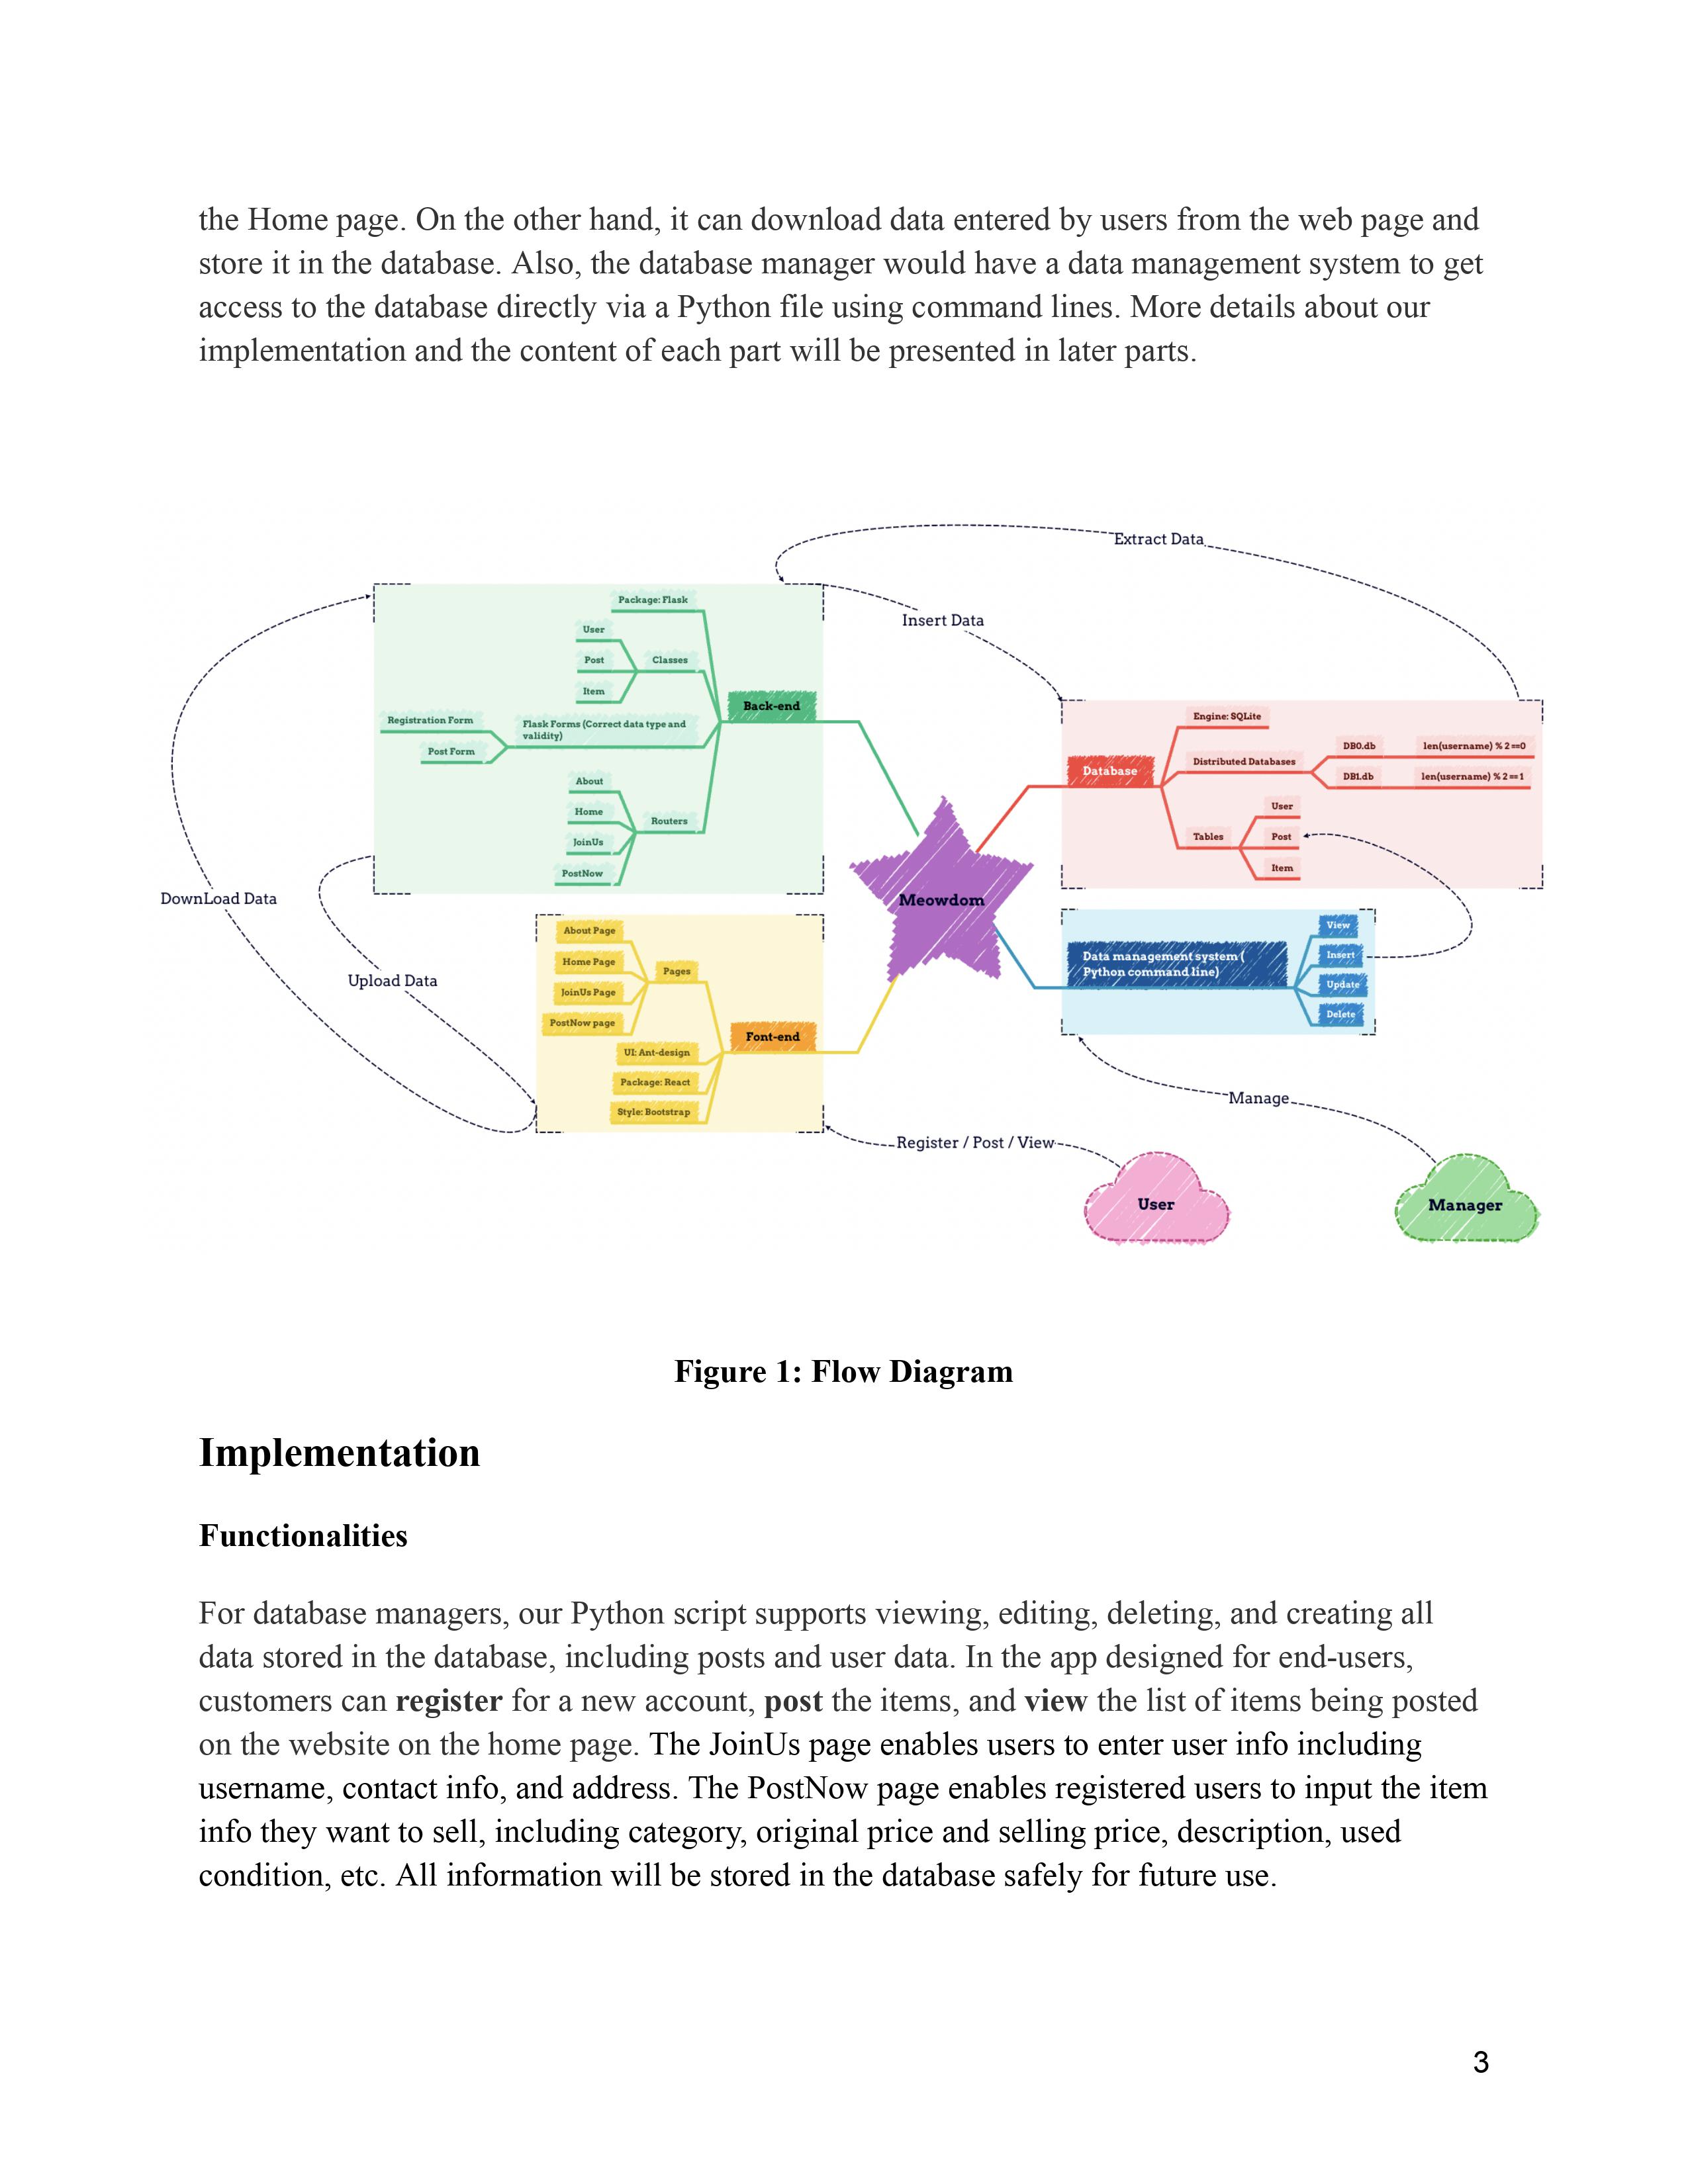 the Home page. On the other hand, it can download data entered by users from the web page and
store it in the database. Also, the database manager would have a data management system to get
access to the database directly via a Python file using command lines. More details about our
implementation and the content of each part will be presented in later parts.
Extract Data
Insert Data
Package: Flask
User
Post
Item
Classes
Back-end
Registration Form
Post Form
Flask Forms (Correct data type and
validity)
About
Home
JoinUs
PostNow
Routers
Engine: SQLite
Database
Distributed Databases
DB0.db
len(username) % 2 ==0
DB1.db
len(username) % 2 == 1
Tables
User
Post
Item
Meowdom
DownLoad Data
Upload Data
About Page
Home Page
JoinUs Page
PostNow page
Pages
Font-end
UI: Ant-design
Package: React
Style: Bootstrap
Data management system (
Python command line)
View
Insert
Update
Delete
Manage
Register / Post / View
User
Manager
Figure 1: Flow Diagram
Implementation
Functionalities
For database managers, our Python script supports viewing, editing, deleting, and creating all
data stored in the database, including posts and user data. In the app designed for end-users,
customers can register for a new account, post the items, and view the list of items being posted
on the website on the home page. The JoinUs page enables users to enter user info including
username, contact info, and address. The PostNow page enables registered users to input the item
info they want to sell, including category, original price and selling price, description, used
condition, etc. All information will be stored in the database safely for future use.
3